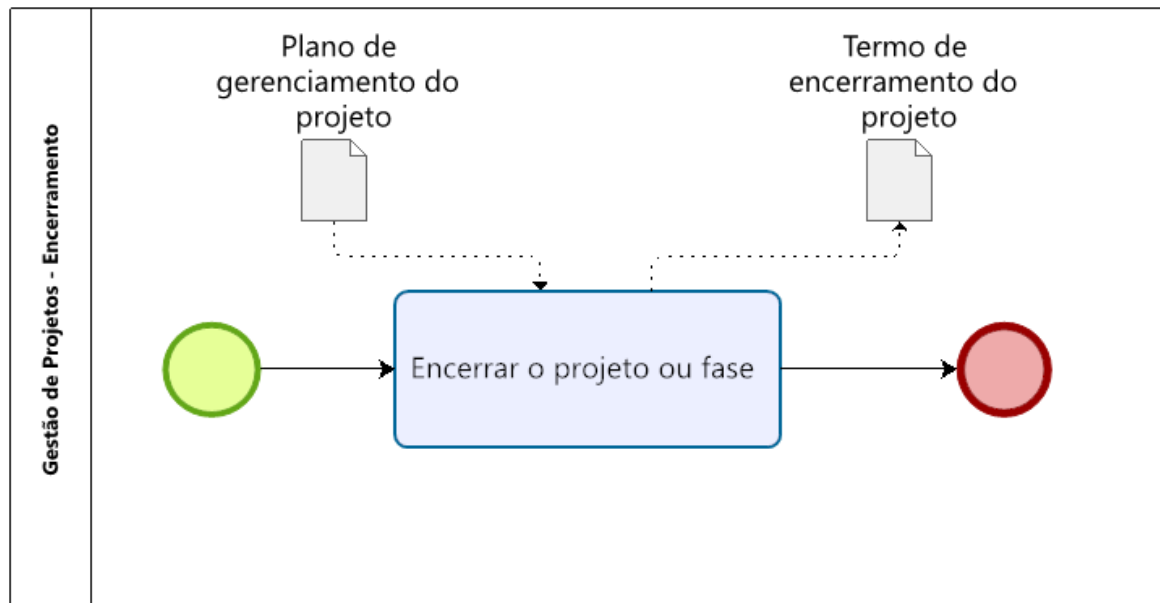 Gestão de Projetos - Encerramento
Plano de
gerenciamento do
projeto
Termo de
encerramento do
projeto
Encerrar o projeto ou fase